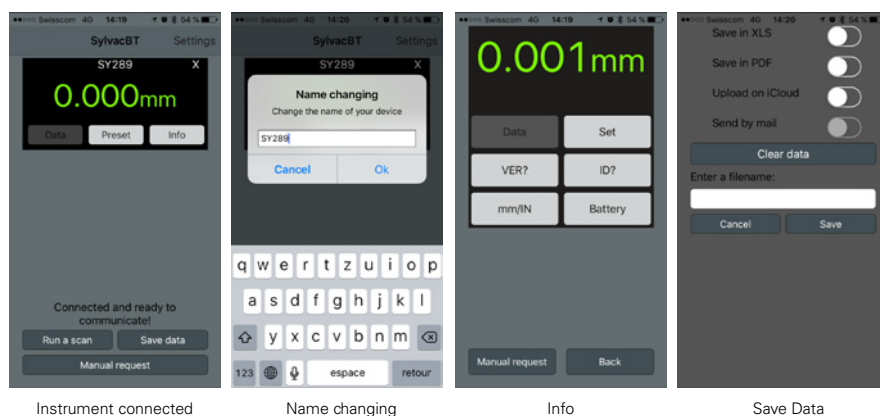 Swisscom 4G 14:19 54 %
SylvacBT Settings
SY289 X
0.000mm
Data Preset Info
Connected and ready to
communicate!
Run a scan Save data
Manual request
Instrument connected
Swisscom 4G 14:20 54 %
SylvacBT Settings
SY289 X
Name changing
Change the name of your device
SY289
Cancel Ok
q w e r t z u i o p
a s d f g h j k l
y x c v b n m
123 espace retour
Name changing
Swisscom 4G 14:19 54 %
0.001mm
Data Set
VER? ID?
mm/IN Battery
Manual request Back
Info
Swisscom 4G 14:20 54 %
Save in XLS
Save in PDF
Upload on iCloud
Send by mail
Clear data
Enter a filename:
Cancel Save
Save Data